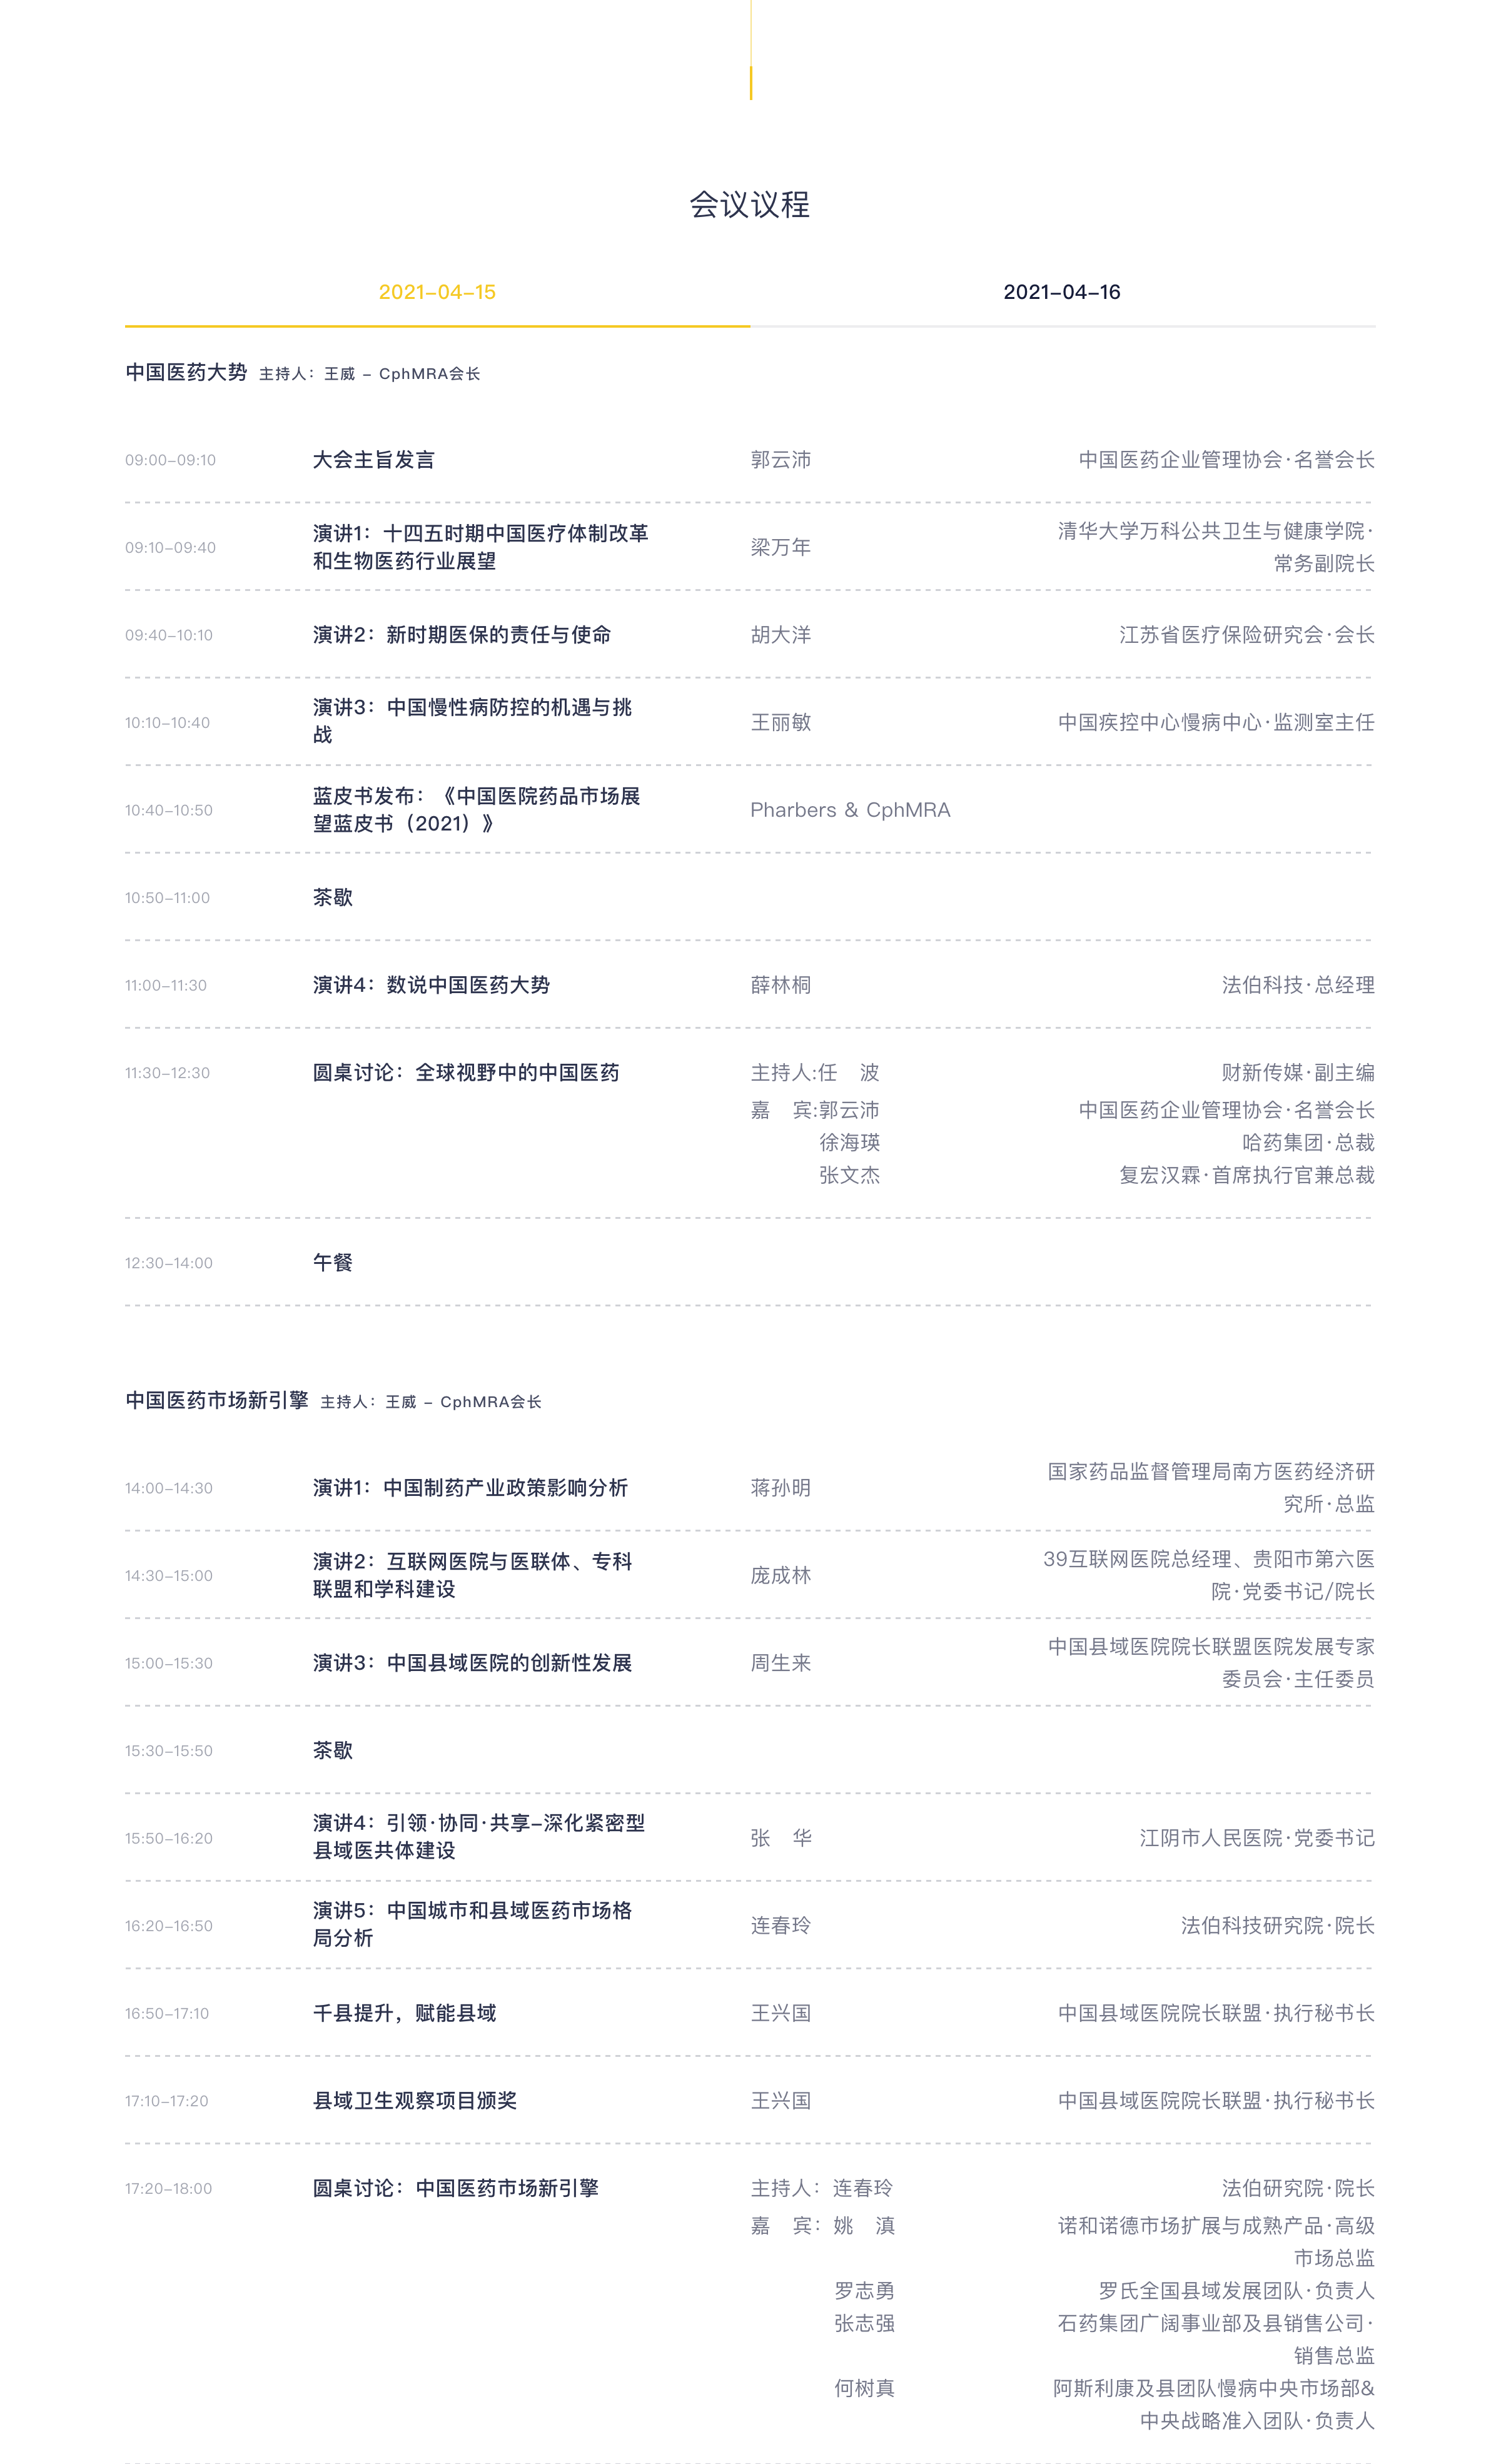 会议议程
2021-04-15
2021-04-16
中国医药大势 主持人：王威 - CphMRA会长
09:00-09:10 大会主旨发言 郭云沛 中国医药企业管理协会·名誉会长
演讲1：十四五时期中国医疗体制改革
和生物医药行业展望
09:10-09:40 梁万年
清华大学万科公共卫生与健康学院·
常务副院长
09:40-10:10 演讲2：新时期医保的责任与使命 胡大洋 江苏省医疗保险研究会·会长
10:10-10:40
演讲3：中国慢性病防控的机遇与挑
战
王丽敏 中国疾控中心慢病中心·监测室主任
10:40-10:50
蓝皮书发布：《中国医院药品市场展
望蓝皮书（2021）》
Pharbers & CphMRA
10:50-11:00 茶歇
11:00-11:30 演讲4：数说中国医药大势 薛林桐 法伯科技·总经理
11:30-12:30 圆桌讨论：全球视野中的中国医药 主持人:任 波 财新传媒·副主编
嘉 宾:郭云沛 中国医药企业管理协会·名誉会长
徐海瑛 哈药集团·总裁
张文杰 复宏汉霖·首席执行官兼总裁
12:30-14:00 午餐
中国医药市场新引擎 主持人：王威 - CphMRA会长
14:00-14:30 演讲1：中国制药产业政策影响分析 蒋孙明
国家药品监督管理局南方医药经济研
究所·总监
14:30-15:00
演讲2：互联网医院与医联体、专科
联盟和学科建设
庞成林
39互联网医院总经理、贵阳市第六医
院·党委书记/院长
15:00-15:30 演讲3：中国县域医院的创新性发展 周生来
中国县域医院院长联盟医院发展专家
委员会·主任委员
15:30-15:50 茶歇
15:50-16:20
演讲4：引领·协同·共享-深化紧密型
县域医共体建设
张 华 江阴市人民医院·党委书记
16:20-16:50
演讲5：中国城市和县域医药市场格
局分析
连春玲 法伯科技研究院·院长
16:50-17:10 千县提升，赋能县域 王兴国 中国县域医院院长联盟·执行秘书长
17:10-17:20 县域卫生观察项目颁奖 王兴国 中国县域医院院长联盟·执行秘书长
17:20-18:00 圆桌讨论：中国医药市场新引擎 主持人：连春玲 法伯研究院·院长
嘉 宾：姚 滇 诺和诺德市场扩展与成熟产品·高级
市场总监
罗志勇 罗氏全国县域发展团队·负责人
张志强 石药集团广阔事业部及县销售公司·
销售总监
何树真 阿斯利康及县团队慢病中央市场部&
中央战略准入团队·负责人